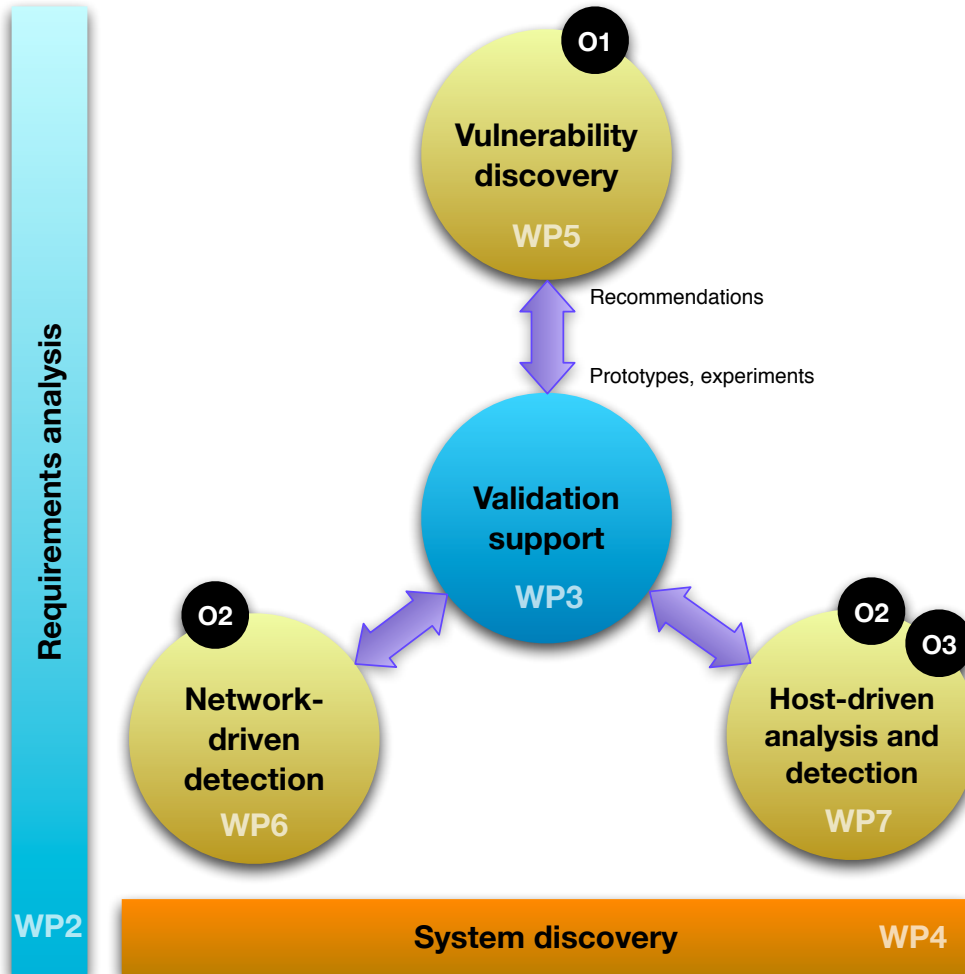 O1
Vulnerability
discovery
WP5
Recommendations
Prototypes, experiments
Requirements analysis
WP2
Validation
support
WP3
O2
Network-
driven
detection
WP6
O2
O3
Host-driven
analysis and
detection
WP7
System discovery
WP4